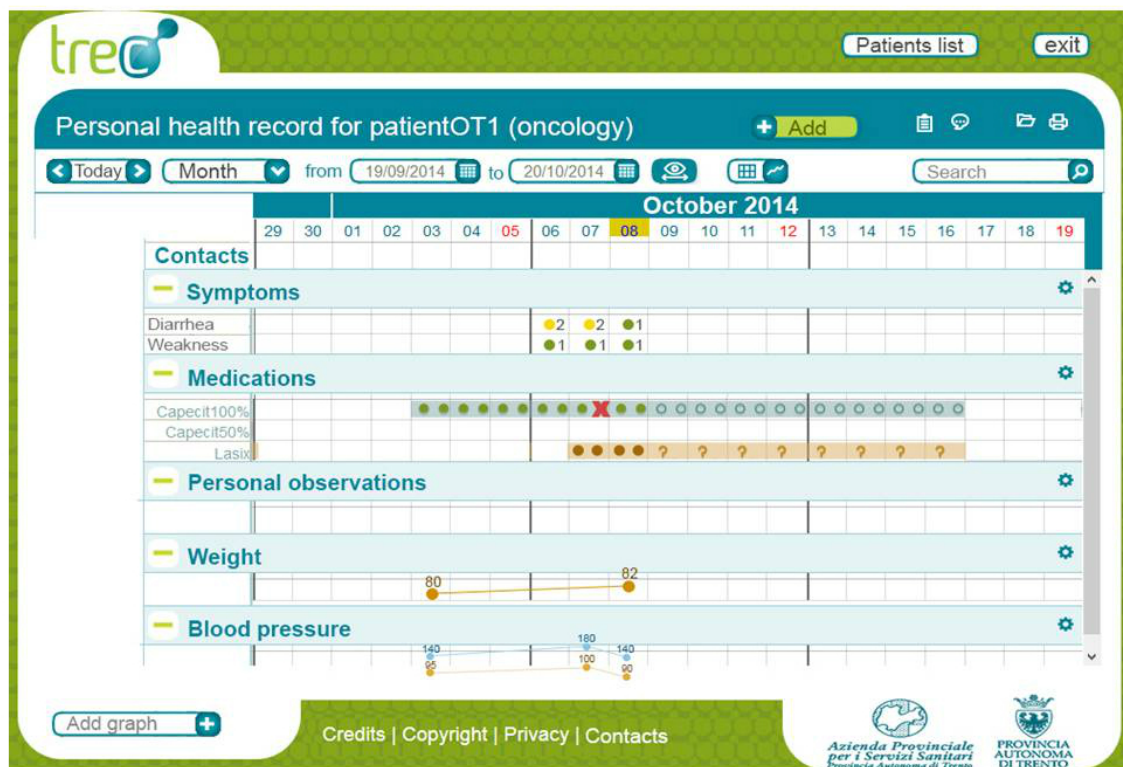 trec
Patients list exit
Personal health record for patientOT1 (oncology) + Add
Today Month from 19/09/2014 to 20/10/2014 Search
October 2014
29 30 01 02 03 04 05 06 07 08 09 10 11 12 13 14 15 16 17 18 19
Contacts
Symptoms
Diarrhea 2 2 1
Weakness 1 1 1
Medications
Capecit100% X
Capecit50%
Lasix ? ? ? ? ? ? ? ?
Personal observations
Weight
80 82
Blood pressure
140 180 140
95 100 90
Add graph +
Credits | Copyright | Privacy | Contacts
Azienda Provinciale
per i Servizi Sanitari
Provincia Autonoma di Trento
PROVINCIA
AUTONOMA
DI TRENTO